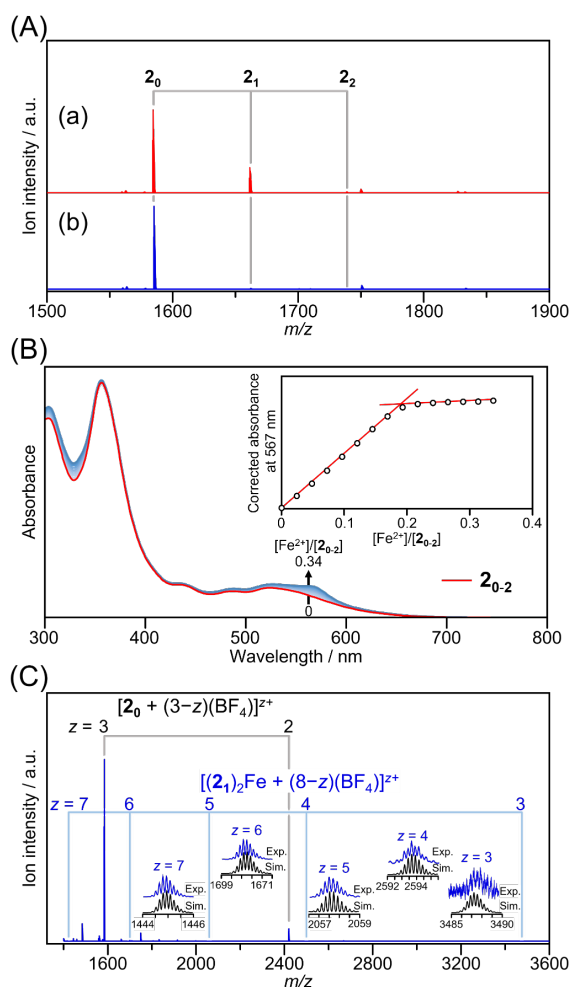 (A)
2₀ 2₁ 2₂
(a)
(b)
Ion intensity / a.u.
1500 1600 1700 1800 1900
m/z
(B)
Absorbance
Corrected absorbance
at 567 nm
0 0.1 0.2 0.3 0.4
[Fe²⁺]/[2₀₋₂]
[Fe²⁺]/[2₀₋₂]
0.34
0
2₀₋₂
300 400 500 600 700 800
Wavelength / nm
(C)
[2₀ + (3−z)(BF₄)]ᶻ⁺
z = 3 2
[(2₁)₂Fe + (8−z)(BF₄)]ᶻ⁺
z = 7 6 5 4 3
Ion intensity / a.u.
z = 7
Exp.
Sim.
1444 1446
z = 6
Exp.
Sim.
1699 1671
z = 5
Exp.
Sim.
2057 2059
z = 4
Exp.
Sim.
2592 2594
z = 3
Exp.
Sim.
3485 3490
1600 2000 2400 2800 3200 3600
m/z